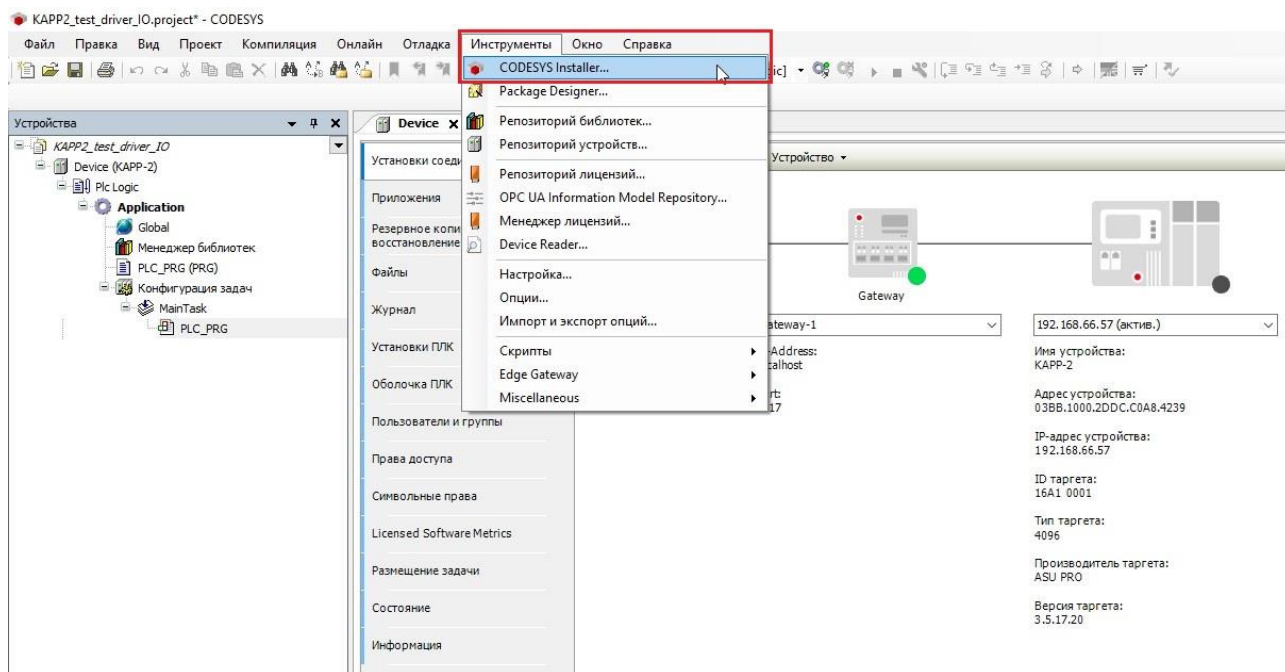 KAPP2_test_driver_IO.project* - CODESYS
Файл Правка Вид Проект Компиляция Онлайн Отладка Инструменты Окно Справка
CODESYS Installer...
ic]
Package Designer...
Репозиторий библиотек...
Репозиторий устройств...
Репозиторий лицензий...
OPC UA Information Model Repository...
Менеджер лицензий...
Device Reader...
Настройка...
Опции...
Импорт и экспорт опций...
Скрипты
Edge Gateway
Miscellaneous
Устройства
KAPP2_test_driver_IO
Device (KAPP-2)
Plc Logic
Application
Global
Менеджер библиотек
PLC_PRG (PRG)
Конфигурация задач
MainTask
PLC_PRG
Device
Установки соеди
Приложения
Резервное копи
восстановление
Файлы
Журнал
Установки ПЛК
Оболочка ПЛК
Пользователи и группы
Права доступа
Символьные права
Licensed Software Metrics
Размещение задачи
Состояние
Информация
Устройство
Gateway
ateway-1
-Address:
calhost
rt:
17
192.168.66.57 (актив.)
Имя устройства:
KAPP-2
Адрес устройства:
03BB.1000.2DDC.C0A8.4239
IP-адрес устройства:
192.168.66.57
ID таргета:
16A1 0001
Тип таргета:
4096
Производитель таргета:
ASU PRO
Версия таргета:
3.5.17.20